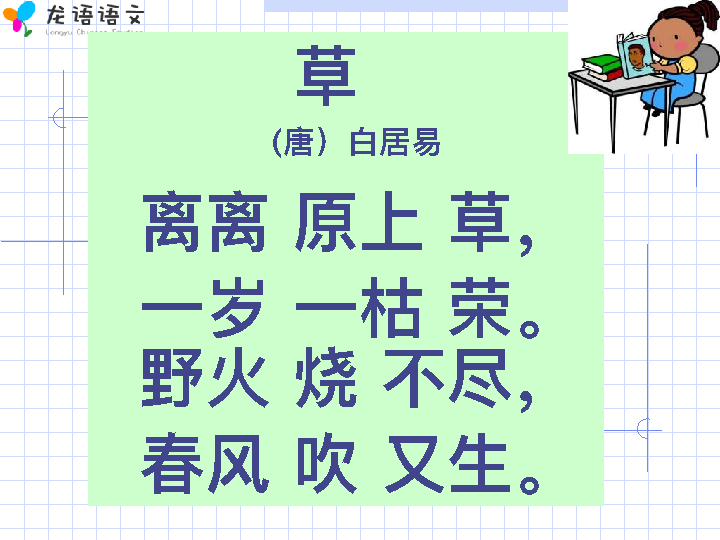 龙语语文
Longyu Chinese Education
草
(唐）白居易
离离 原上 草，
一岁 一枯 荣。
野火 烧 不尽，
春风 吹 又生。